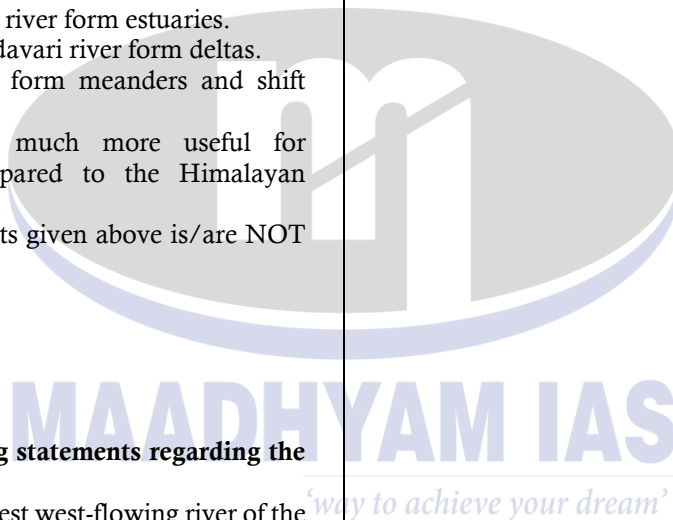 river form estuaries.
davari river form deltas.
form meanders and shift
much more useful for
pared to the Himalayan
ts given above is/are NOT
MAADHYAM IAS
g statements regarding the
'way to achieve your dream'
est west-flowing river of the